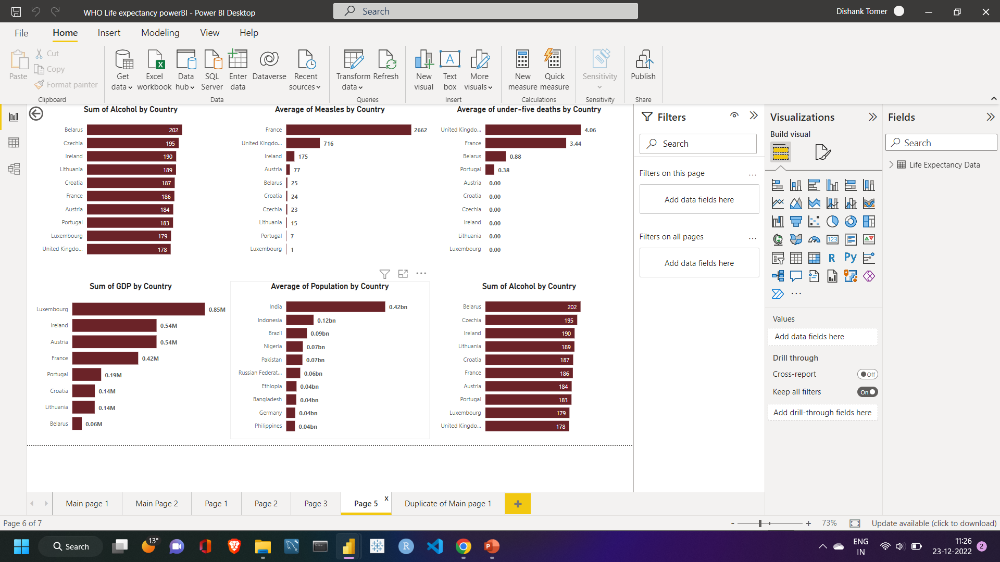 WHO Life expectancy powerBI - Power BI Desktop
Search
Dishank Tomer
File
Home
Insert
Modeling
View
Help
Paste
Cut
Copy
Format painter
Clipboard
Get data
Excel workbook
Data hub
SQL Server
Enter data
Dataverse
Recent sources
Data
Transform data
Refresh
Queries
New visual
Text box
More visuals
Insert
New measure
Quick measure
Calculations
Sensitivity
Sensitivity
Publish
Share
Sum of Alcohol by Country
Belarus 202
Czechia 195
Ireland 190
Lithuania 189
Croatia 187
France 186
Austria 184
Portugal 183
Luxembourg 179
United Kingdo... 178
Average of Measles by Country
France 2662
United Kingdo... 716
Ireland 175
Austria 77
Belarus 25
Croatia 24
Czechia 23
Lithuania 15
Portugal 7
Luxembourg 1
Average of under-five deaths by Country
United Kingdo... 4.06
France 3.44
Belarus 0.88
Portugal 0.38
Austria 0.00
Croatia 0.00
Czechia 0.00
Ireland 0.00
Lithuania 0.00
Luxembourg 0.00
Sum of GDP by Country
Luxembourg 0.85M
Ireland 0.54M
Austria 0.54M
France 0.42M
Portugal 0.19M
Croatia 0.14M
Lithuania 0.14M
Belarus 0.06M
Average of Population by Country
India 0.42bn
Indonesia 0.12bn
Brazil 0.09bn
Nigeria 0.07bn
Pakistan 0.07bn
Russian Federat... 0.06bn
Ethiopia 0.04bn
Bangladesh 0.04bn
Germany 0.04bn
Philippines 0.04bn
Sum of Alcohol by Country
Belarus 202
Czechia 195
Ireland 190
Lithuania 189
Croatia 187
France 186
Austria 184
Portugal 183
Luxembourg 179
United Kingdo... 178
Filters
Search
Filters on this page ...
Add data fields here
Filters on all pages ...
Add data fields here
Visualizations
Build visual
123
R
Py
...
Values
Add data fields here
Drill through
Cross-report Off
Keep all filters On
Add drill-through fields here
Fields
Search
Life Expectancy Data
Main page 1
Main Page 2
Page 1
Page 2
Page 3
Page 5 x
Duplicate of Main page 1
+
Page 6 of 7
- + 73%
Update available (click to download)
Search
13°
ENG
IN
11:26
23-12-2022
2